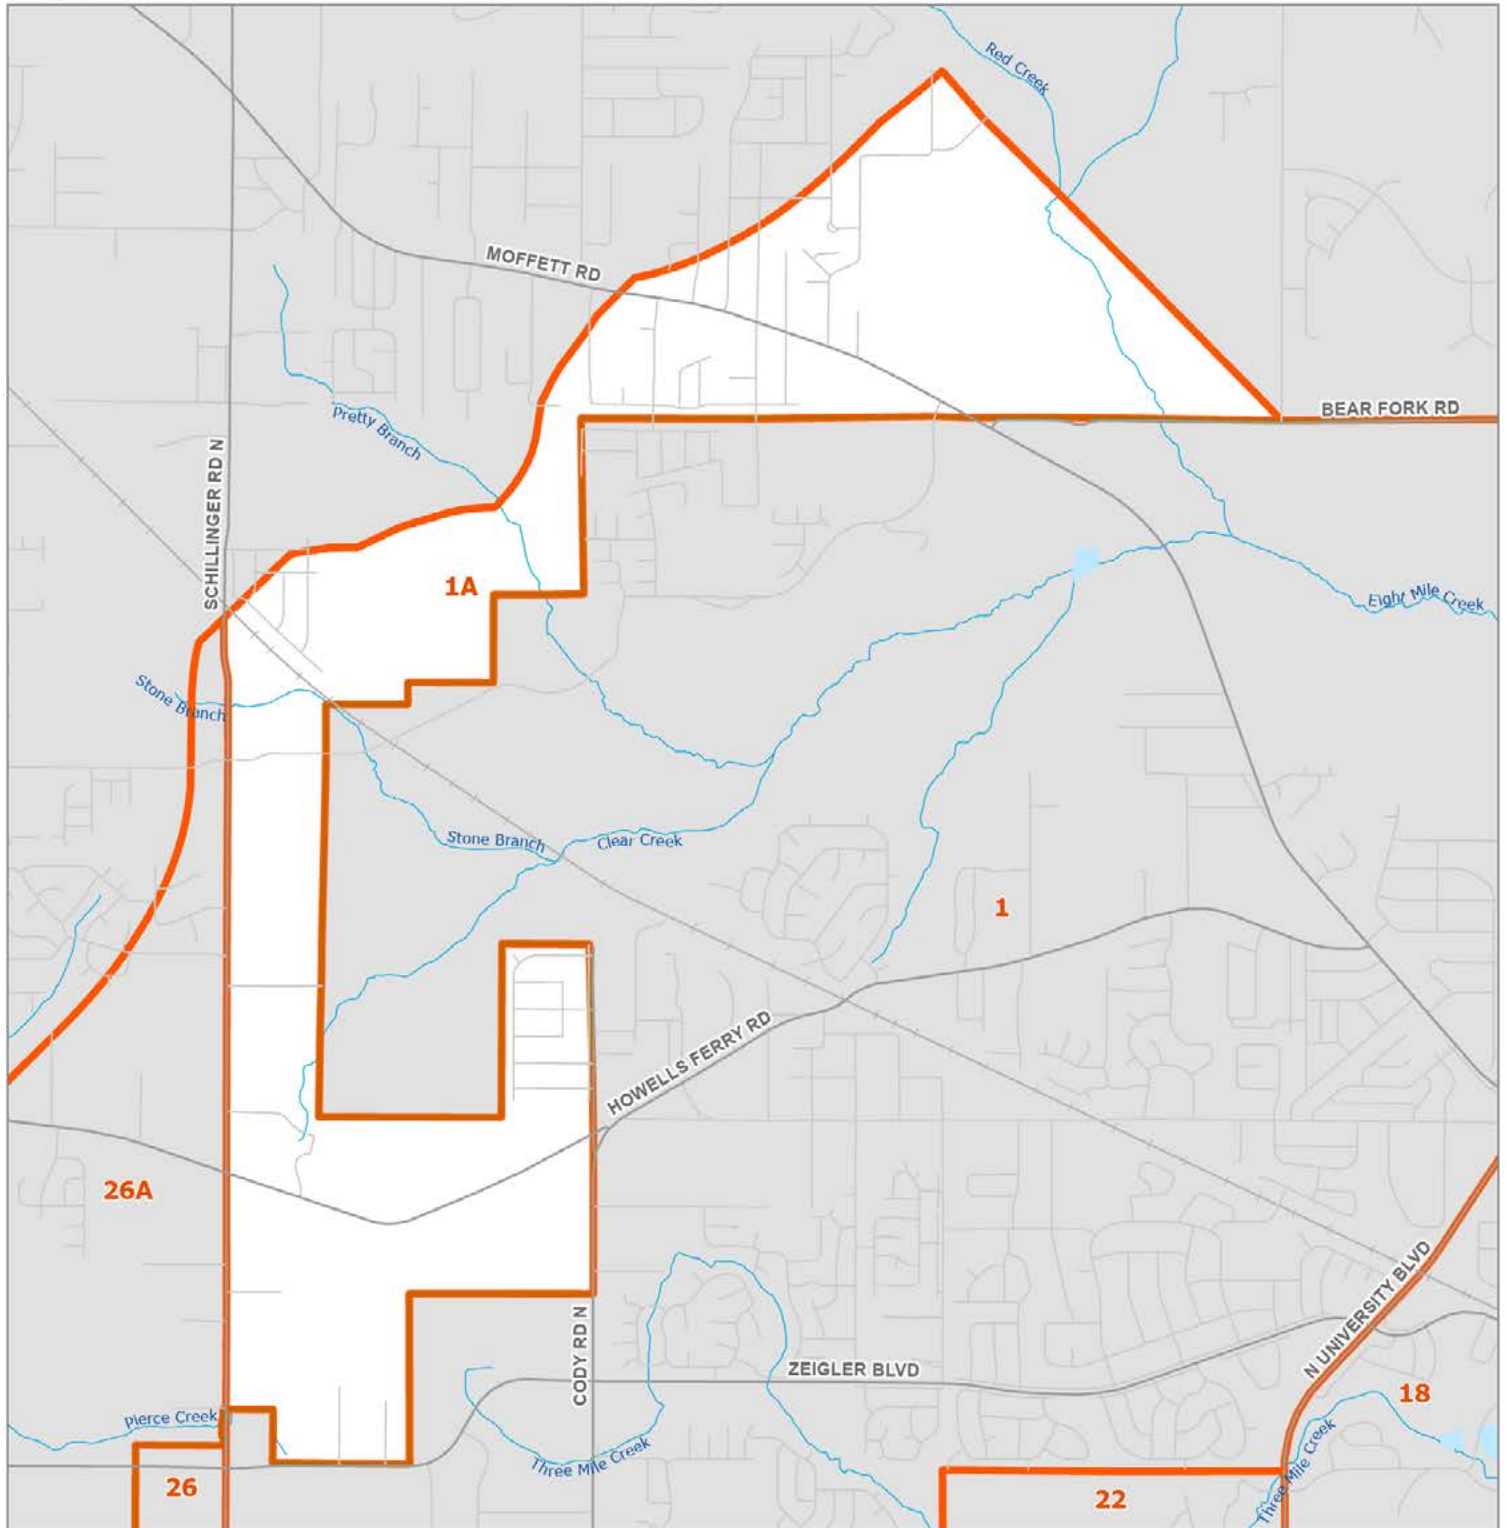 Red Creek
MOFFETT RD
BEAR FORK RD
Pretty Branch
SCHILLINGER RD N
1A
Eight Mile Creek
Stone Branch
Stone Branch
Clear Creek
1
HOWELLS FERRY RD
26A
N UNIVERSITY BLVD
CODY RD N
ZEIGLER BLVD
18
Pierce Creek
Three Mile Creek
Three Mile Creek
26
22